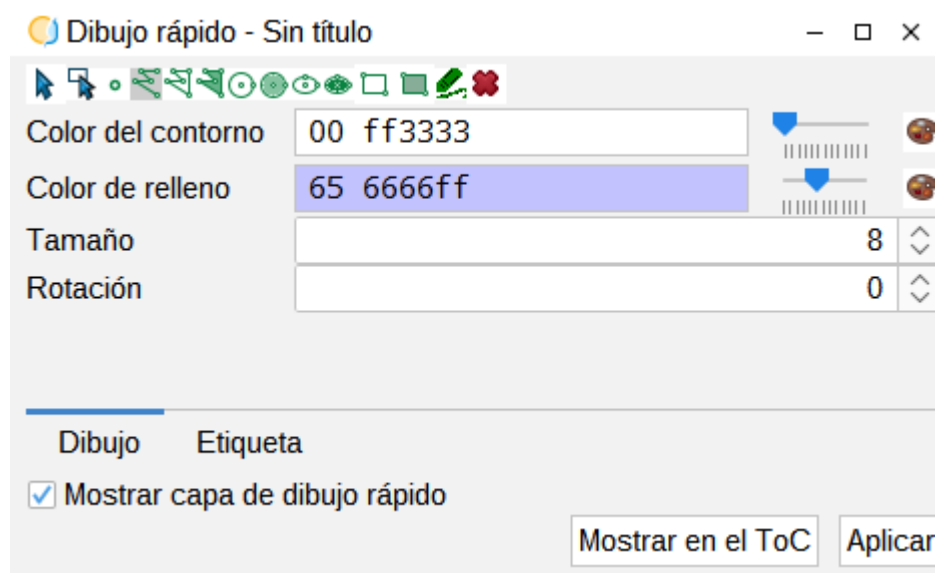 Dibujo rápido - Sin título
Color del contorno 00 ff3333
Color de relleno 65 6666ff
Tamaño 8
Rotación 0
Dibujo Etiqueta
Mostrar capa de dibujo rápido
Mostrar en el ToC Aplicar